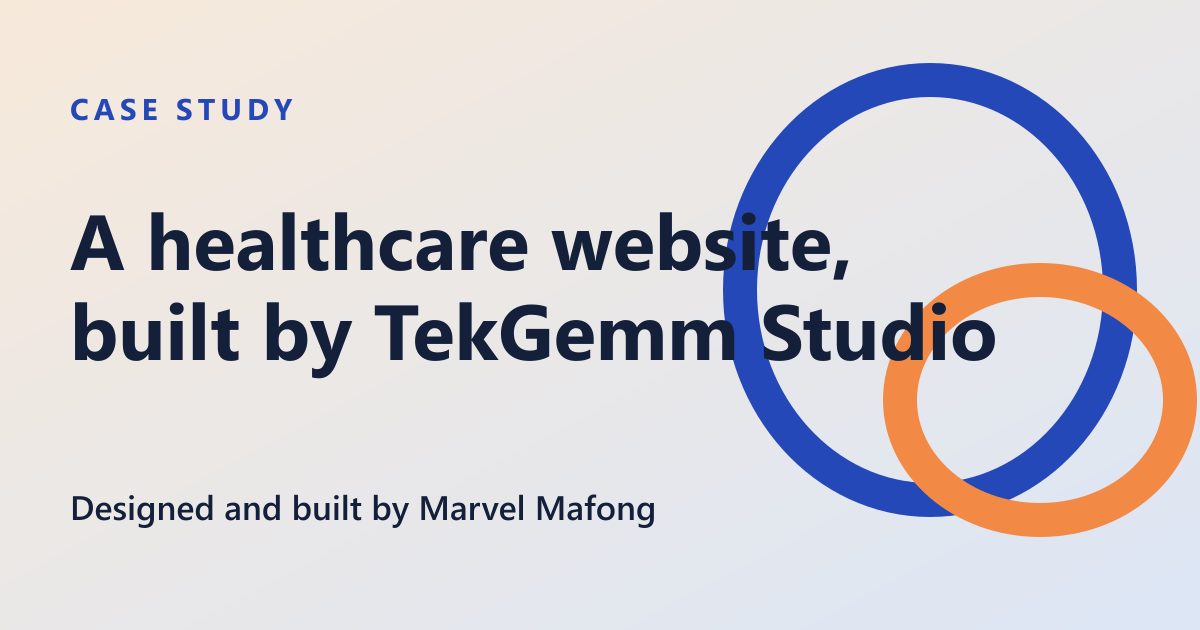 CASE STUDY
A healthcare website,
built by TekGemm Studio
Designed and built by Marvel Mafong